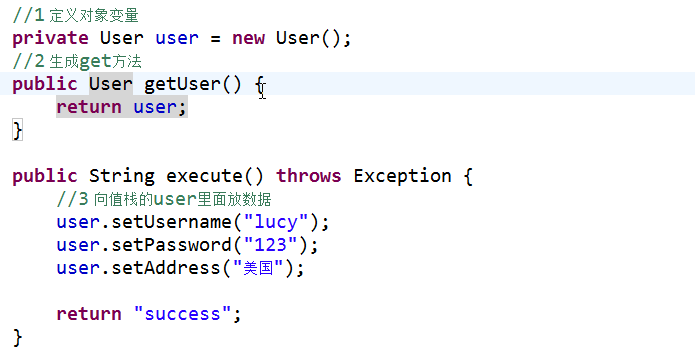 //1 定义对象变量
private User user = new User();
//2 生成get方法
public User getUser() {
    return user;
}
public String execute() throws Exception {
    //3 向值栈的user里面放数据
    user.setUsername("lucy");
    user.setPassword("123");
    user.setAddress("美国");
    return "success";
}